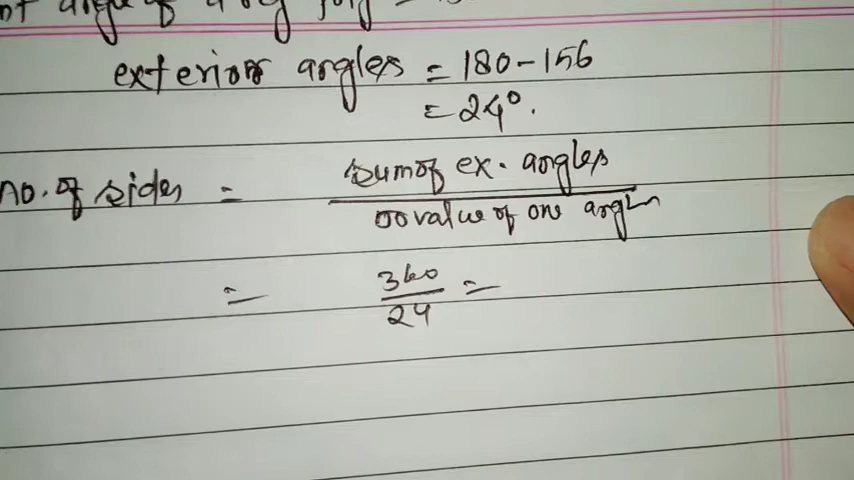 exterior angles = 180-156
= 24°.
no. of sides = sum of ex. angles
value of one angle
= 360
24 =